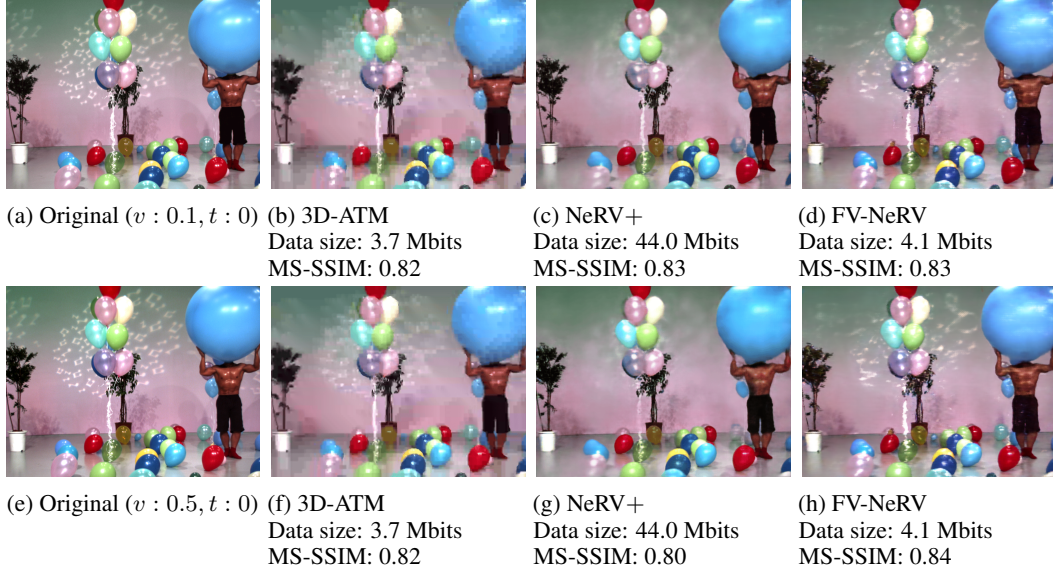 (a) Original (v : 0.1, t : 0)
(b) 3D-ATM
Data size: 3.7 Mbits
MS-SSIM: 0.82
(c) NeRV+
Data size: 44.0 Mbits
MS-SSIM: 0.83
(d) FV-NeRV
Data size: 4.1 Mbits
MS-SSIM: 0.83
(e) Original (v : 0.5, t : 0)
(f) 3D-ATM
Data size: 3.7 Mbits
MS-SSIM: 0.82
(g) NeRV+
Data size: 44.0 Mbits
MS-SSIM: 0.80
(h) FV-NeRV
Data size: 4.1 Mbits
MS-SSIM: 0.84